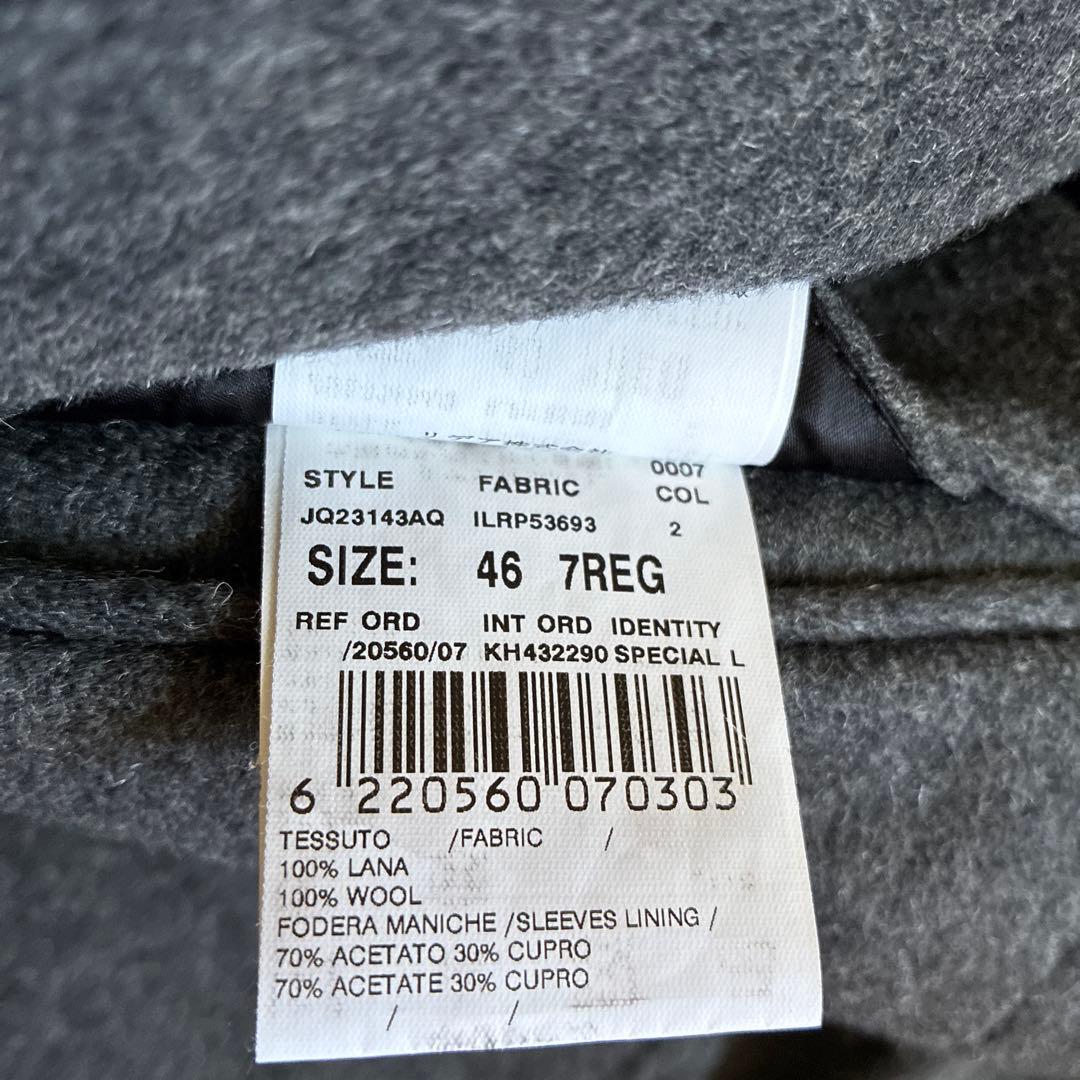 0007
STYLE FABRIC COL
JQ23143AQ ILRP53693 2
SIZE: 46 7REG
REF ORD INT ORD IDENTITY
/20560/07 KH432290 SPECIAL L
6 220560 070303
TESSUTO /FABRIC /
100% LANA
100% WOOL
FODERA MANICHE /SLEEVES LINING /
70% ACETATO 30% CUPRO
70% ACETATE 30% CUPRO
/ /